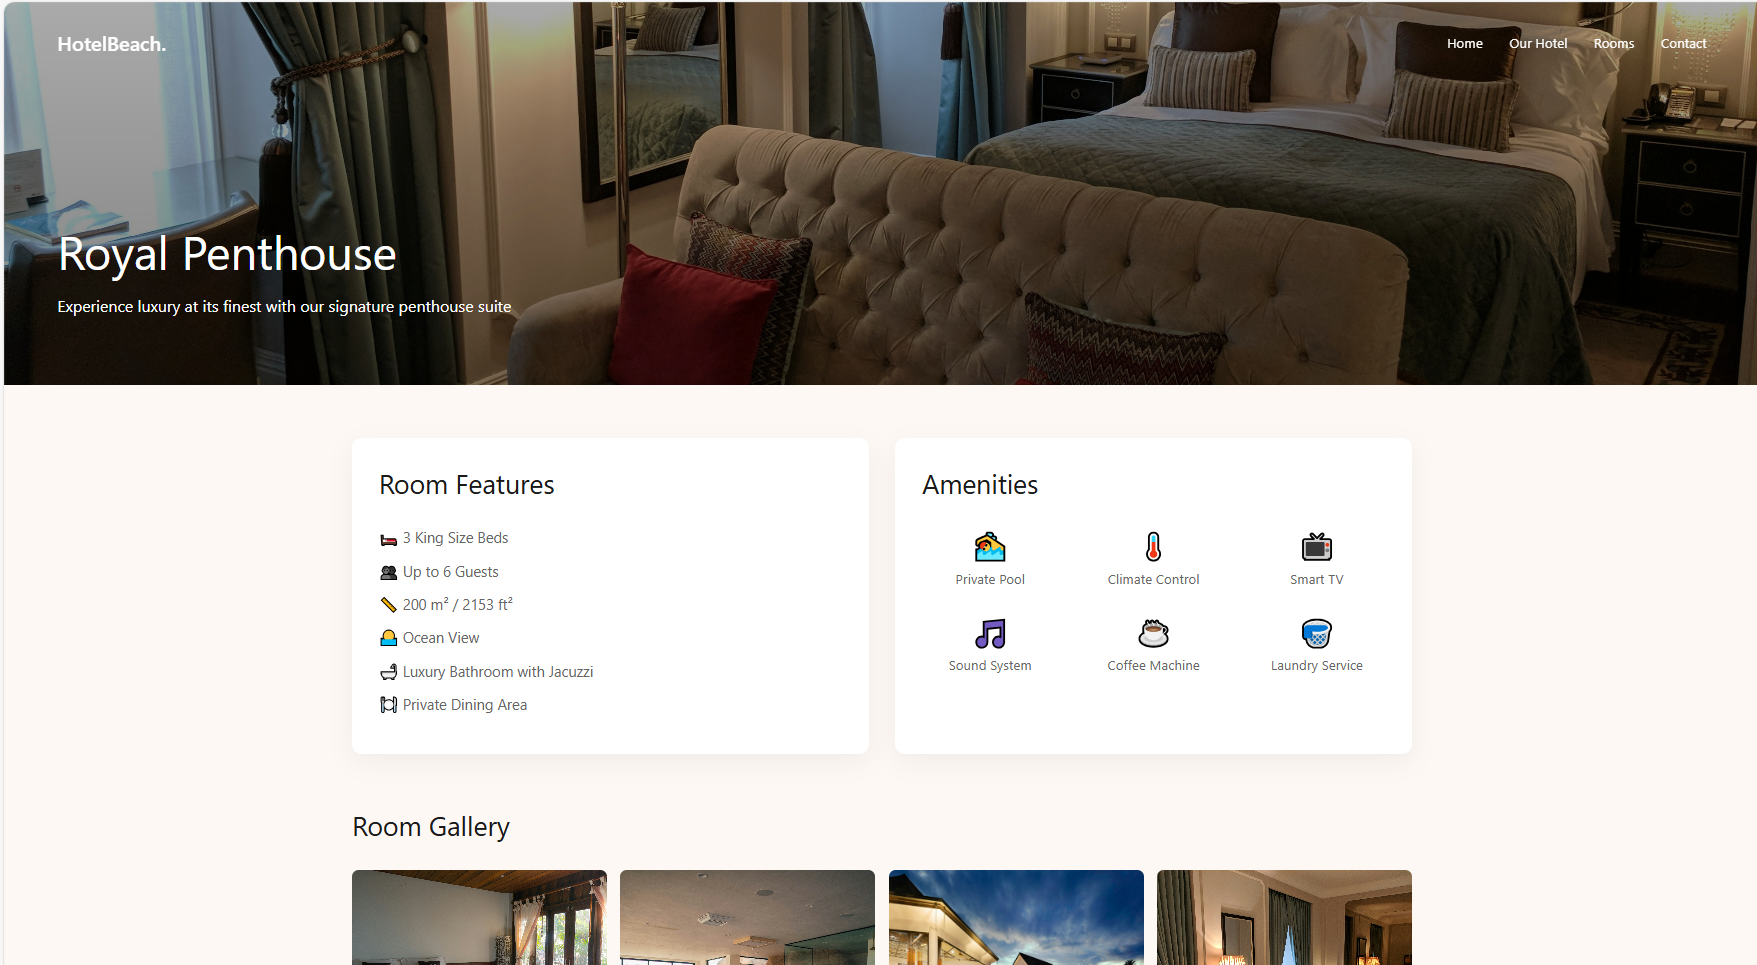 HotelBeach.
Home
Our Hotel
Rooms
Contact
Royal Penthouse
Experience luxury at its finest with our signature penthouse suite
Room Features
3 King Size Beds
Up to 6 Guests
200 m² / 2153 ft²
Ocean View
Luxury Bathroom with Jacuzzi
Private Dining Area
Amenities
Private Pool
Climate Control
Smart TV
Sound System
Coffee Machine
Laundry Service
Room Gallery